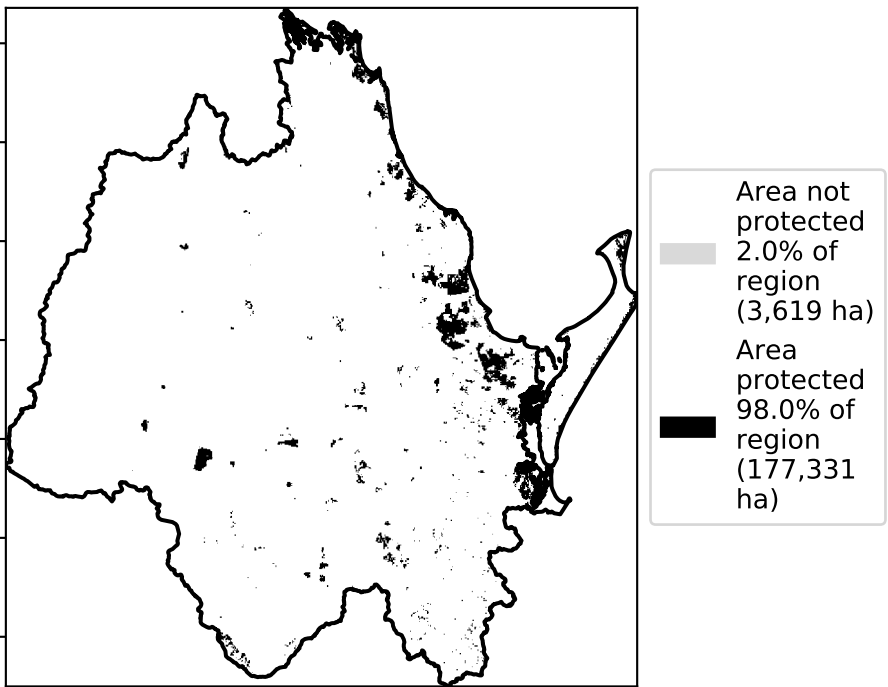 Area not
protected
2.0% of
region
(3,619 ha)
Area
protected
98.0% of
region
(177,331
ha)